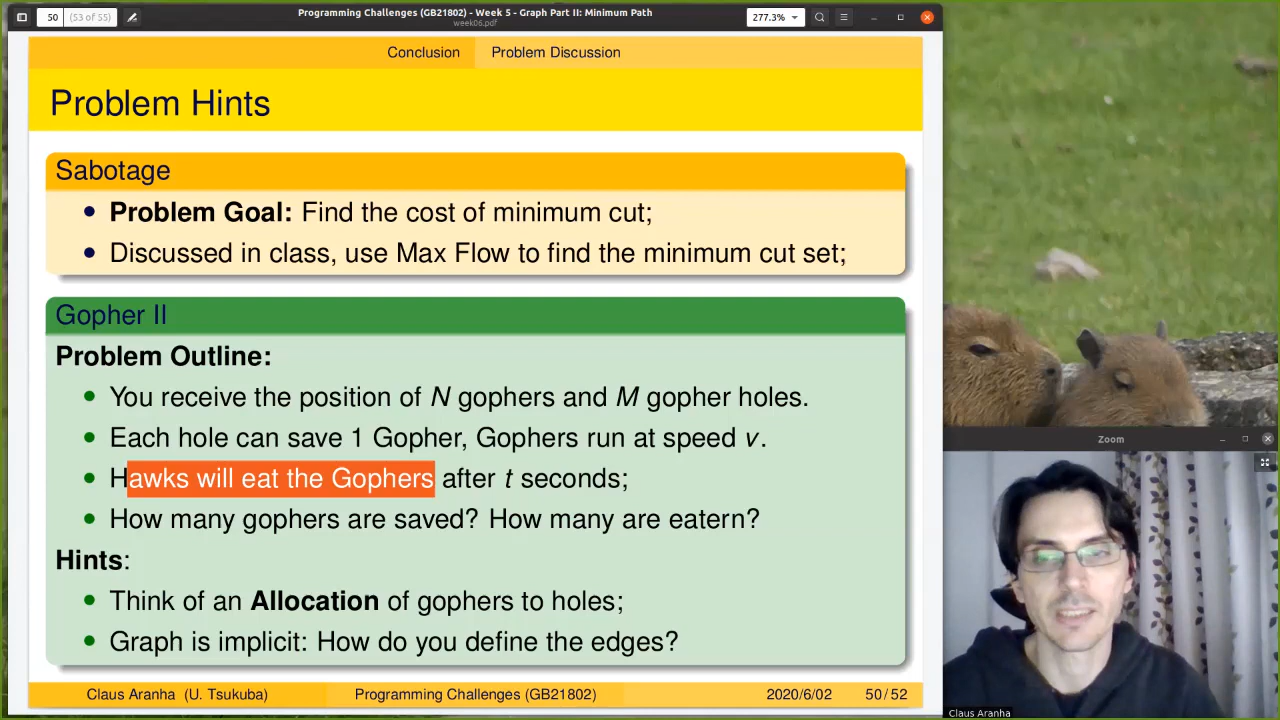 50 (53 of 55)
Programming Challenges (GB21802) - Week 5 - Graph Part II: Minimum Path
week06.pdf
277.3%
Conclusion Problem Discussion
Problem Hints
Sabotage
Problem Goal: Find the cost of minimum cut;
Discussed in class, use Max Flow to find the minimum cut set;
Gopher II
Problem Outline:
You receive the position of N gophers and M gopher holes.
Each hole can save 1 Gopher, Gophers run at speed v.
Hawks will eat the Gophers after t seconds;
How many gophers are saved? How many are eatern?
Hints:
Think of an Allocation of gophers to holes;
Graph is implicit: How do you define the edges?
Claus Aranha (U. Tsukuba) Programming Challenges (GB21802) 2020/6/02 50/52
Zoom
Claus Aranha